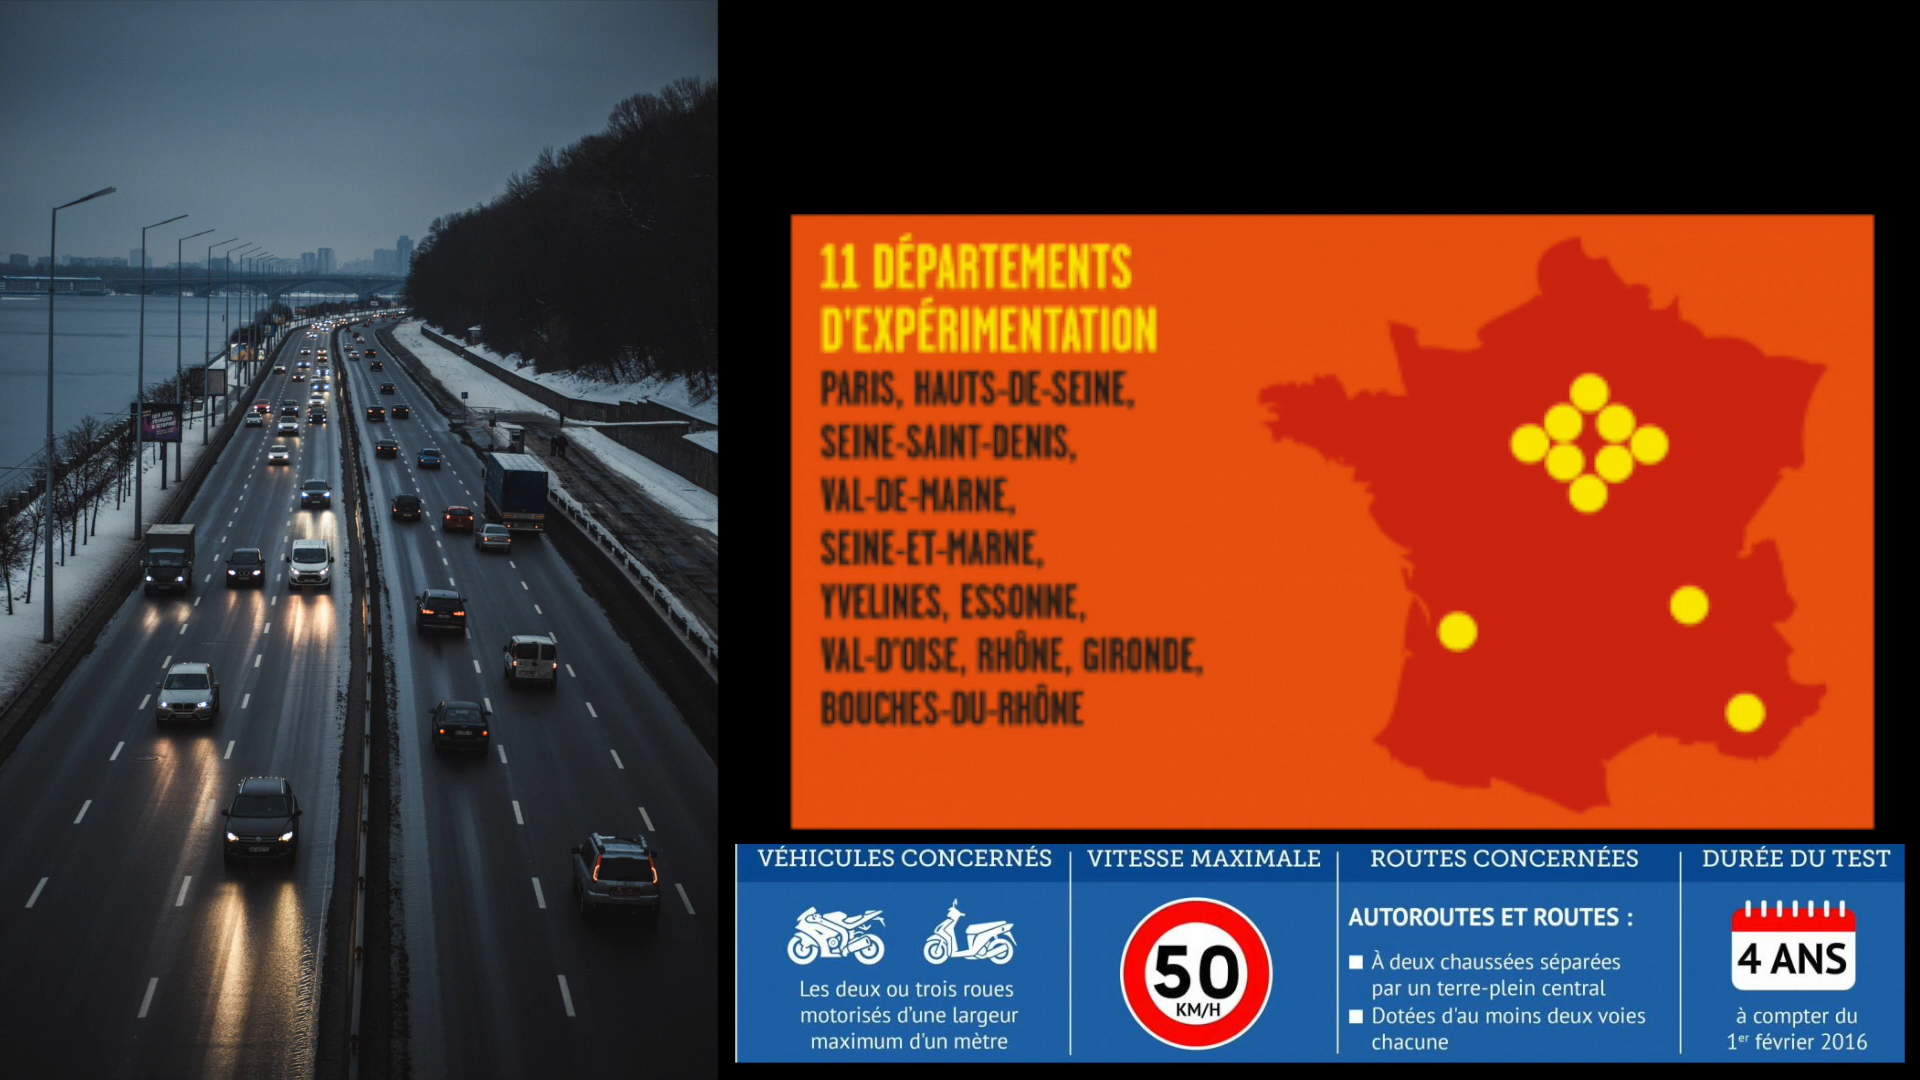 11 DÉPARTEMENTS
D'EXPÉRIMENTATION
PARIS, HAUTS-DE-SEINE,
SEINE-SAINT-DENIS,
VAL-DE-MARNE,
SEINE-ET-MARNE,
YVELINES, ESSONNE,
VAL-D'OISE, RHÔNE, GIRONDE,
BOUCHES-DU-RHÔNE
VÉHICULES CONCERNÉS
Les deux ou trois roues
motorisés d'une largeur
maximum d'un mètre
VITESSE MAXIMALE
50
KM/H
ROUTES CONCERNÉES
AUTOROUTES ET ROUTES :
À deux chaussées séparées
par un terre-plein central
Dotées d'au moins deux voies
chacune
DURÉE DU TEST
4 ANS
à compter du
1er février 2016